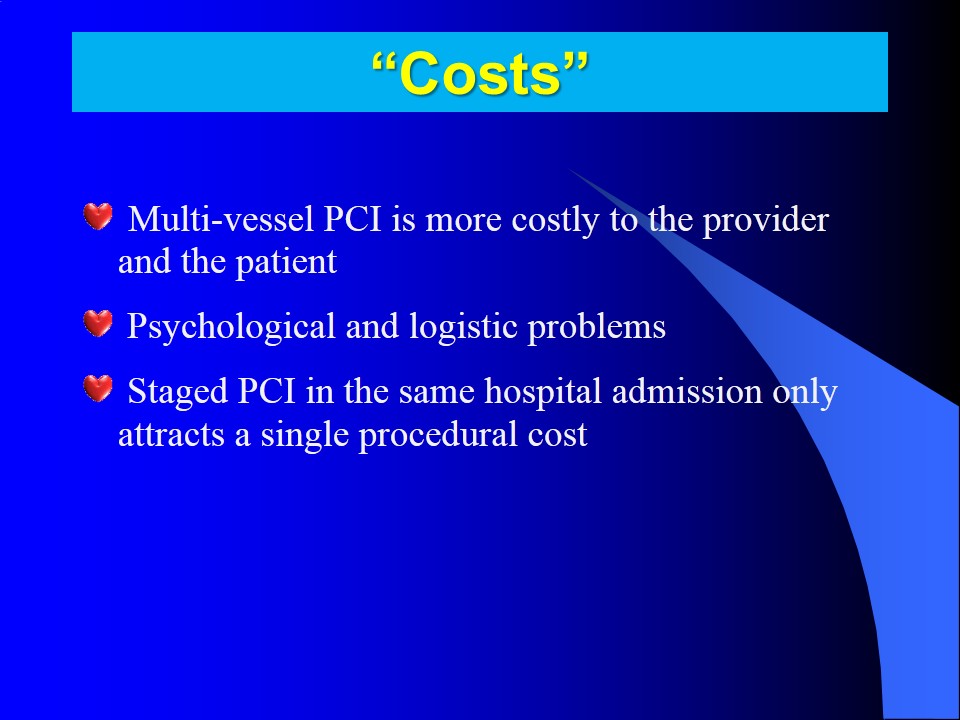 “Costs”
Multi-vessel PCI is more costly to the provider
and the patient
Psychological and logistic problems
Staged PCI in the same hospital admission only
attracts a single procedural cost